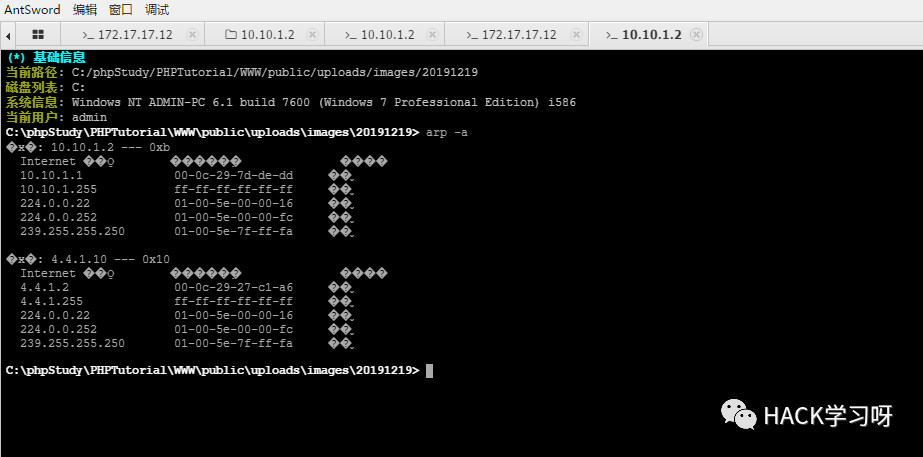 AntSword 编辑 窗口 调试
172.17.17.12 10.10.1.2 10.10.1.2 172.17.17.12 10.10.1.2
(*) 基础信息
当前路径: C:/phpStudy/PHPTutorial/WWW/public/uploads/images/20191219
磁盘列表: C:
系统信息: Windows NT ADMIN-PC 6.1 build 7600 (Windows 7 Professional Edition) i586
当前用户: admin
C:\phpStudy\PHPTutorial\WWW\public\uploads\images\20191219> arp -a
10.10.1.2 --- 0xb
Internet
10.10.1.1 00-0c-29-7d-de-dd
10.10.1.255 ff-ff-ff-ff-ff-ff
224.0.0.22 01-00-5e-00-00-16
224.0.0.252 01-00-5e-00-00-fc
239.255.255.250 01-00-5e-7f-ff-fa
4.4.1.10 --- 0x10
Internet
4.4.1.2 00-0c-29-27-c1-a6
4.4.1.255 ff-ff-ff-ff-ff-ff
224.0.0.22 01-00-5e-00-00-16
224.0.0.252 01-00-5e-00-00-fc
239.255.255.250 01-00-5e-7f-ff-fa
C:\phpStudy\PHPTutorial\WWW\public\uploads\images\20191219>
HACK学习呀